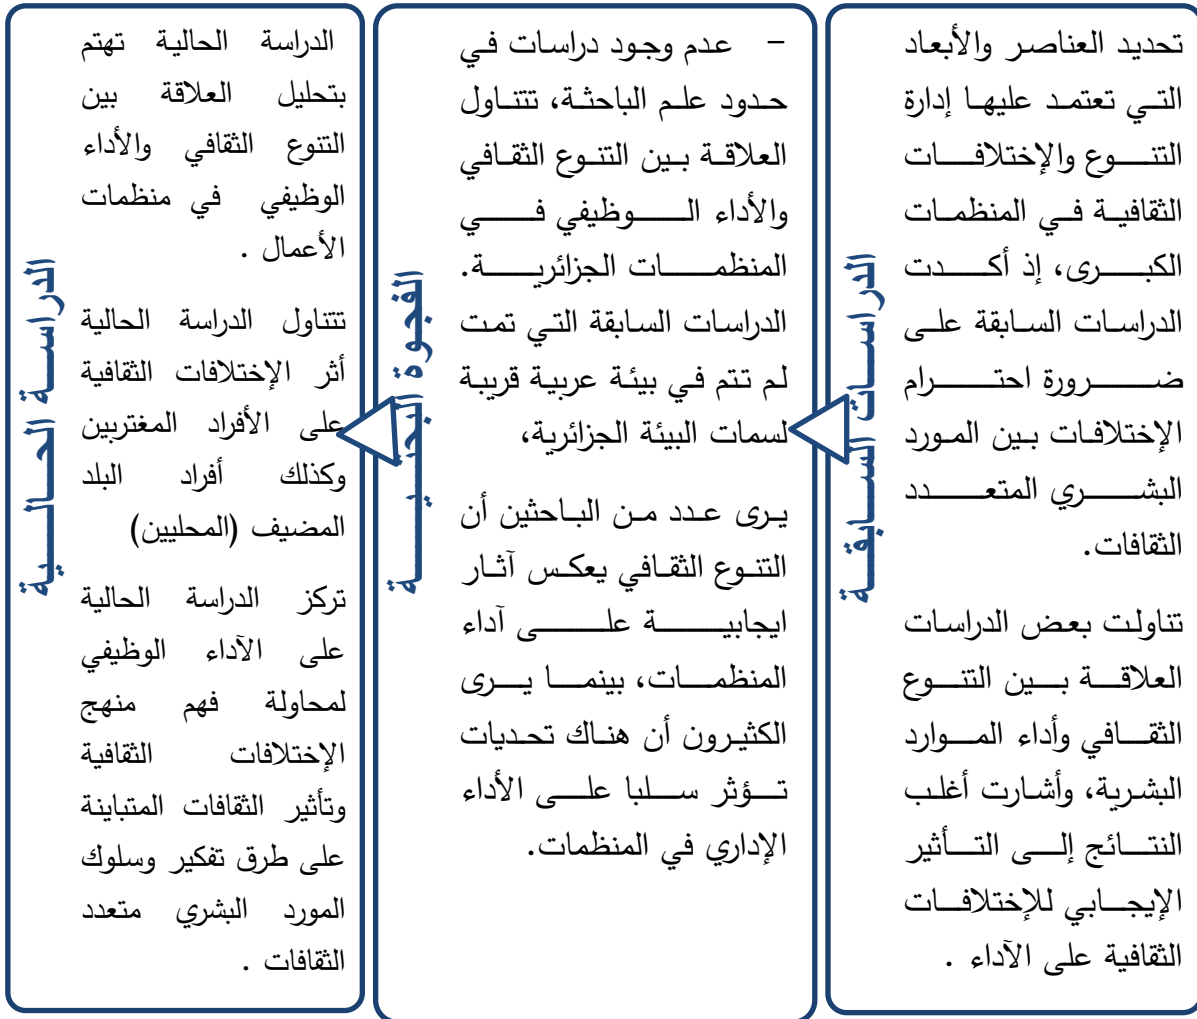 الدراسات السابقة
تحديد العناصر والأبعاد
التي تعتمد عليها إدارة
التنوع والإختلافات
الثقافية في المنظمات
الكبرى، إذ أكدت
الدراسات السابقة على
ضرورة احترام
الإختلافات بين المورد
البشري المتعدد
الثقافات.
تناولت بعض الدراسات
العلاقة بين التنوع
الثقافي وأداء الموارد
البشرية، وأشارت أغلب
النتائج إلى التأثير
الإيجابي للإختلافات
الثقافية على الآداء .
الفجوة البحثية
- عدم وجود دراسات في
حدود علم الباحثة، تتناول
العلاقة بين التنوع الثقافي
والأداء الوظيفي في
المنظمات الجزائرية.
الدراسات السابقة التي تمت
لم تتم في بيئة عربية قريبة
لسمات البيئة الجزائرية،
يرى عدد من الباحثين أن
التنوع الثقافي يعكس آثار
ايجابية على آداء
المنظمات، بينما يرى
الكثيرون أن هناك تحديات
تؤثر سلبا على الأداء
الإداري في المنظمات.
الدراسة الحالية
الدراسة الحالية تهتم
بتحليل العلاقة بين
التنوع الثقافي والأداء
الوظيفي في منظمات
الأعمال .
تتناول الدراسة الحالية
أثر الإختلافات الثقافية
على الأفراد المغتربين
وكذلك أفراد البلد
المضيف (المحليين)
تركز الدراسة الحالية
على الآداء الوظيفي
لمحاولة فهم منهج
الإختلافات الثقافية
وتأثير الثقافات المتباينة
على طرق تفكير وسلوك
المورد البشري متعدد
الثقافات .